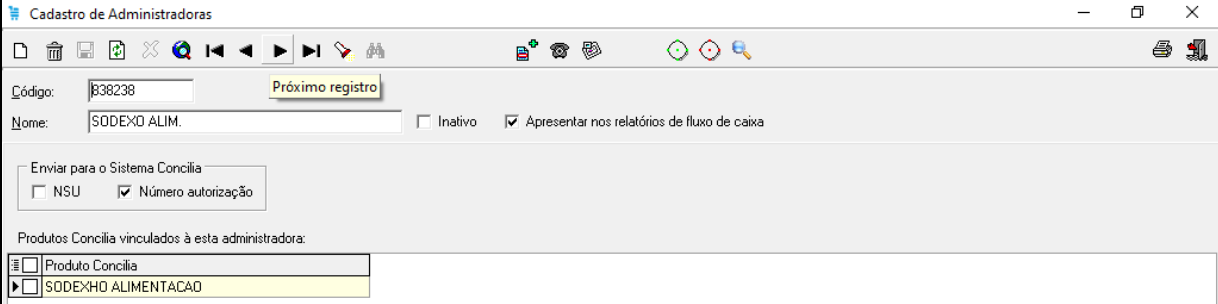 Cadastro de Administradoras
Código: 838238
Próximo registro
Nome: SODEXO ALIM. Inativo Apresentar nos relatórios de fluxo de caixa
Enviar para o Sistema Concilia
NSU Número autorização
Produtos Concilia vinculados à esta administradora:
Produto Concilia
SODEXHO ALIMENTACAO